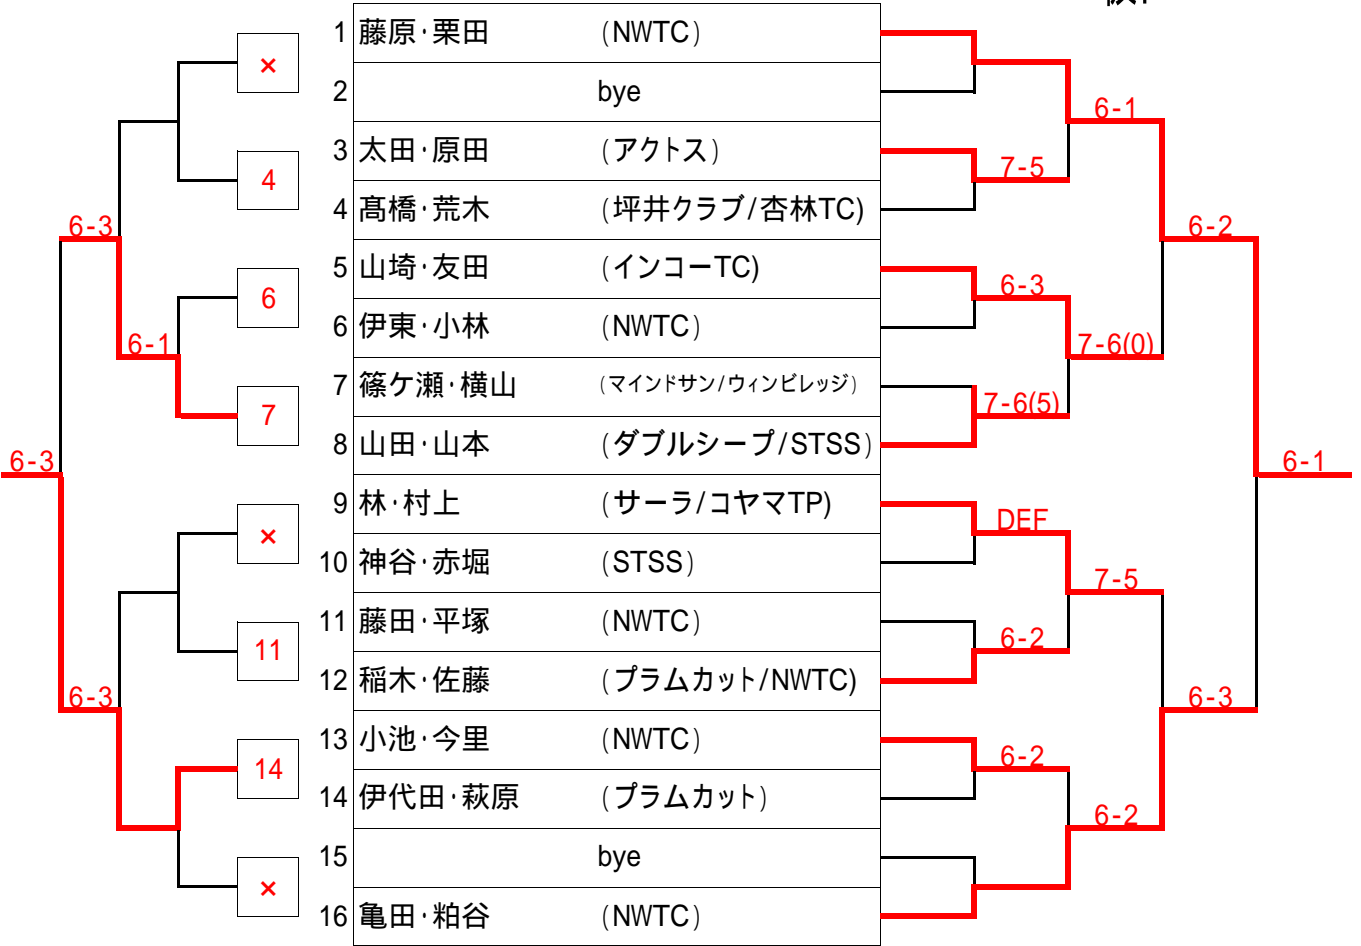 1 藤原・栗田 (NWTC)
×
2 bye
6-1
3 太田・原田 (アクトス)
7-5
4
4 髙橋・荒木 (坪井クラブ/杏林TC)
6-3
6-2
5 山埼・友田 (インコーTC)
6-3
6
6 伊東・小林 (NWTC)
6-1
7-6(0)
7 篠ケ瀬・横山 (マインドサン/ウィンビレッジ)
7-6(5)
7
8 山田・山本 (ダブルシープ/STSS)
6-3
6-1
9 林・村上 (サーラ/コヤマTP)
DEF
×
10 神谷・赤堀 (STSS)
7-5
11 藤田・平塚 (NWTC)
6-2
11
12 稲木・佐藤 (プラムカット/NWTC)
6-3
6-3
13 小池・今里 (NWTC)
6-2
14
14 伊代田・萩原 (プラムカット)
6-2
15 bye
×
16 亀田・粕谷 (NWTC)